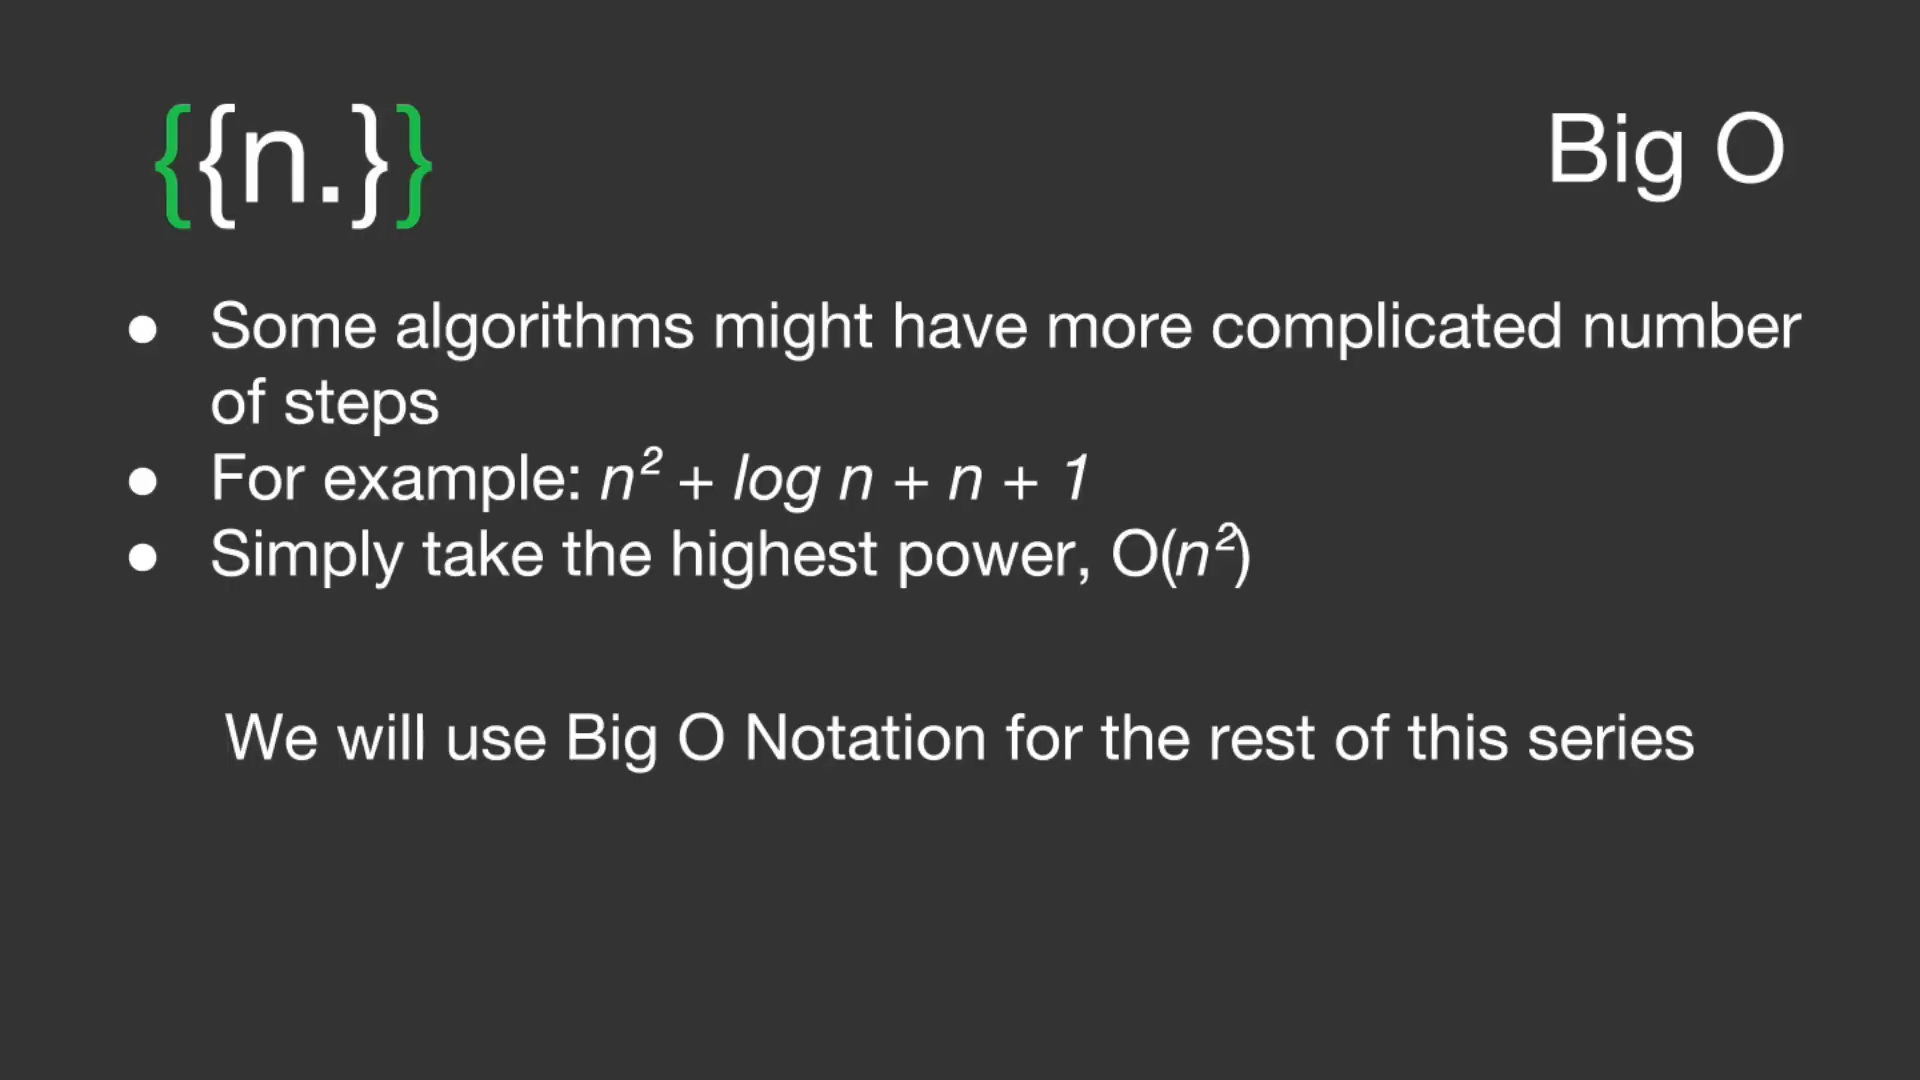 {{n.}}
Big O
● Some algorithms might have more complicated number
of steps
● For example: n² + log n + n + 1
● Simply take the highest power, O(n²)
We will use Big O Notation for the rest of this series